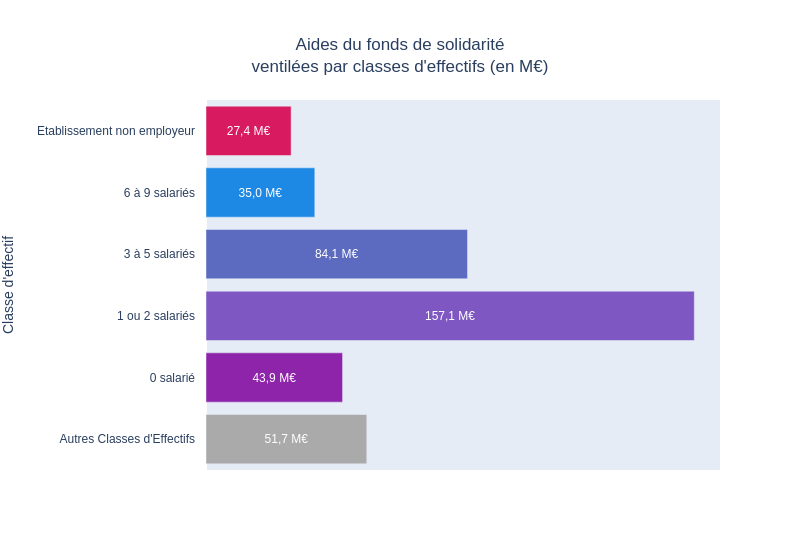 Aides du fonds de solidarité
ventilées par classes d'effectifs (en M€)
Classe d'effectif
Etablissement non employeur
27,4 M€
6 à 9 salariés
35,0 M€
3 à 5 salariés
84,1 M€
1 ou 2 salariés
157,1 M€
0 salarié
43,9 M€
Autres Classes d'Effectifs
51,7 M€